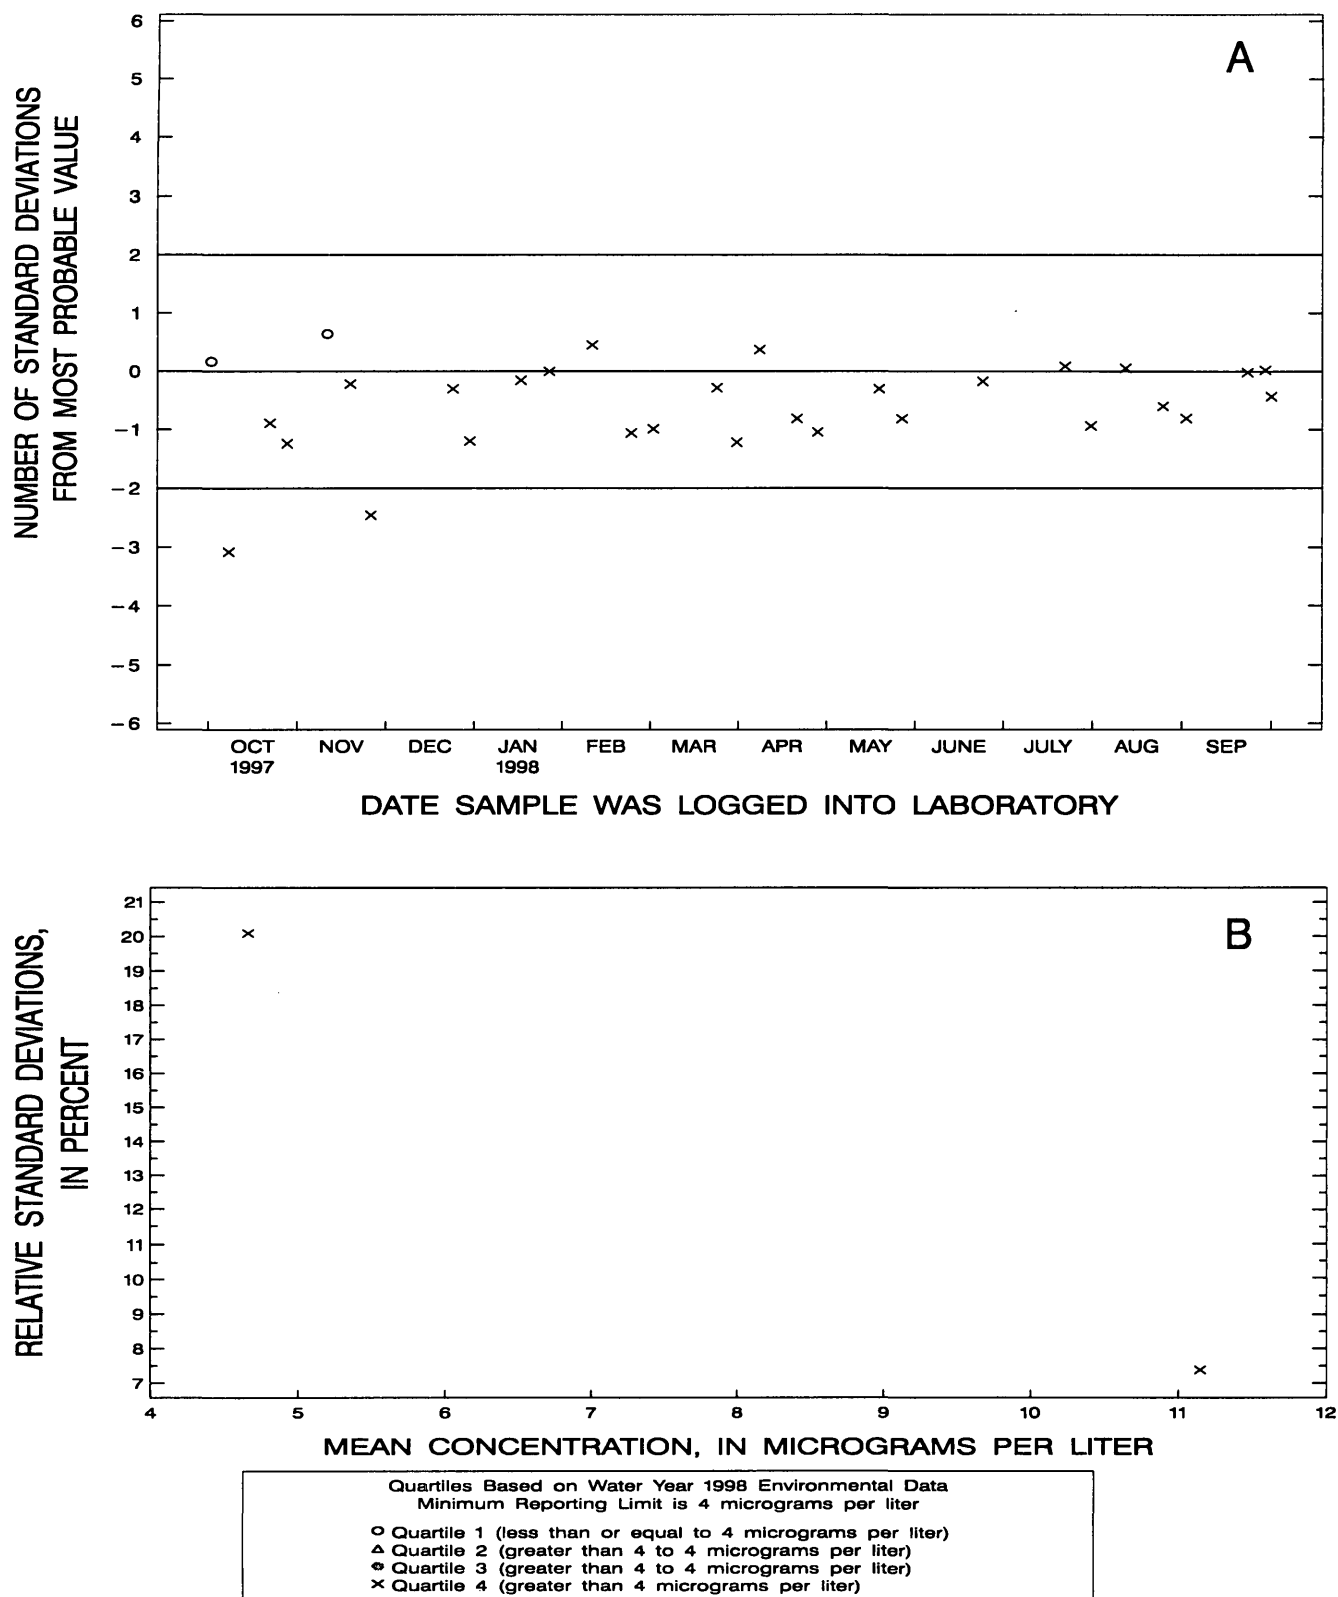 A
NUMBER OF STANDARD DEVIATIONS
FROM MOST PROBABLE VALUE
6
5
4
3
2
1
0
−1
−2
−3
−4
−5
−6
OCT NOV DEC JAN FEB MAR APR MAY JUNE JULY AUG SEP
1997 1998
DATE SAMPLE WAS LOGGED INTO LABORATORY
B
RELATIVE STANDARD DEVIATIONS,
IN PERCENT
21
20
19
18
17
16
15
14
13
12
11
10
9
8
7
4 5 6 7 8 9 10 11 12
MEAN CONCENTRATION, IN MICROGRAMS PER LITER
Quartiles Based on Water Year 1998 Environmental Data
Minimum Reporting Limit is 4 micrograms per liter
Quartile 1 (less than or equal to 4 micrograms per liter)
Quartile 2 (greater than 4 to 4 micrograms per liter)
Quartile 3 (greater than 4 to 4 micrograms per liter)
Quartile 4 (greater than 4 micrograms per liter)